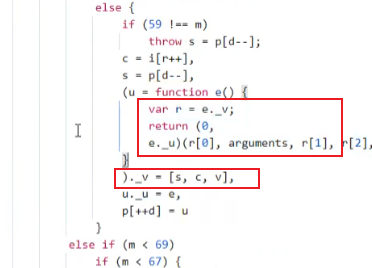 else {
if (59 !== m)
throw s = p[d--];
c = i[r++],
s = p[d--],
(u = function e() {
var r = e._v;
return (0,
e._u)(r[0], arguments, r[1], r[2],
}
)._v = [s, c, v],
u._u = e,
p[++d] = u
}
else if (m < 69)
if (m < 67) {